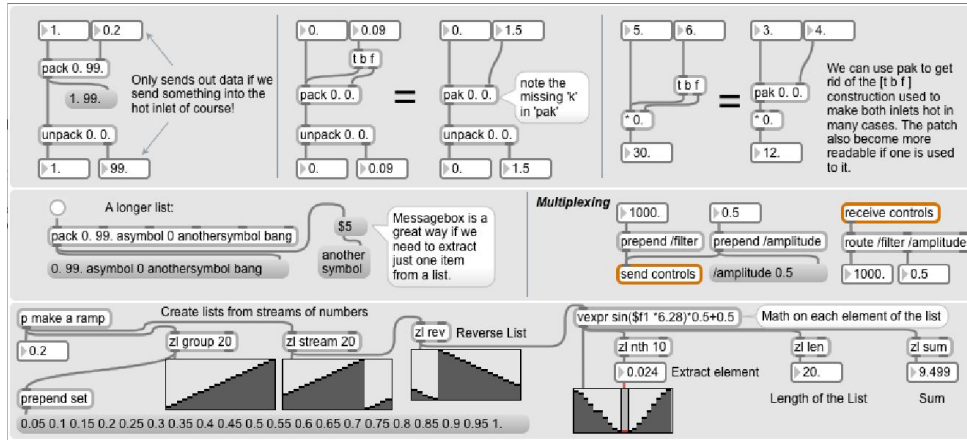 1.
0.2
pack 0. 99.
1. 99.
Only sends out data if we
send something into the
hot inlet of course!
unpack 0. 0.
1.
99.
0.
0.09
t b f
pack 0. 0.
unpack 0. 0.
0.
0.09
=
0.
1.5
pak 0. 0.
note the
missing 'k'
in 'pak'
unpack 0. 0.
0.
1.5
5.
6.
t b f
* 0.
30.
=
3.
4.
pak 0. 0.
* 0.
12.
We can use pak to get
rid of the [t b f ]
construction used to
make both inlets hot in
many cases. The patch
also become more
readable if one is used
to it.
A longer list:
pack 0. 99. asymbol 0 anothersymbol bang
0. 99. asymbol 0 anothersymbol bang
$5
another
symbol
Messagebox is a
great way if we
need to extract
just one item
from a list.
Multiplexing
1000.
0.5
prepend /filter
prepend /amplitude
send controls
/amplitude 0.5
receive controls
route /filter /amplitude
1000.
0.5
p make a ramp
0.2
Create lists from streams of numbers
zl group 20
zl stream 20
zl rev
Reverse List
prepend set
0.05 0.1 0.15 0.2 0.25 0.3 0.35 0.4 0.45 0.5 0.55 0.6 0.65 0.7 0.75 0.8 0.85 0.9 0.95 1.
vexpr sin($f1 *6.28)*0.5+0.5
Math on each element of the list
zl nth 10
0.024
Extract element
zl len
20.
Length of the List
zl sum
9.499
Sum